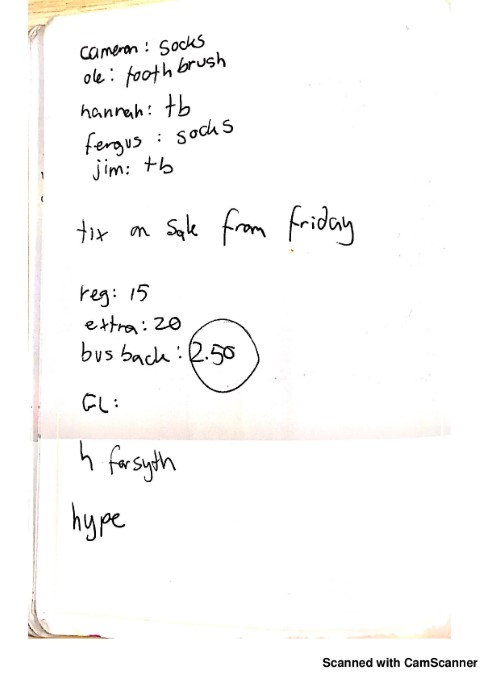 cameron: socks
ole: toothbrush
hannah: tb
fergus: socks
jim: tb
tix on sale from friday
reg: 15
extra: 20
bus back: 2.50
GL:
h forsyth
hype
Scanned with CamScanner